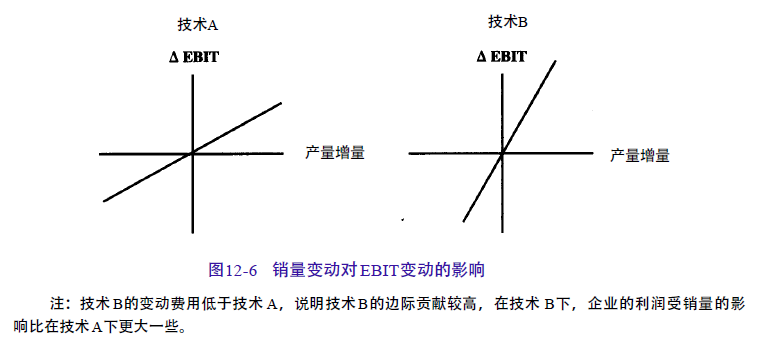 技术A
技术B
Δ EBIT
Δ EBIT
产量增量
产量增量
图12-6 销量变动对EBIT变动的影响
注：技术B的变动费用低于技术A，说明技术B的边际贡献较高，在技术B下，企业的利润受销量的影
响比在技术A下更大一些。